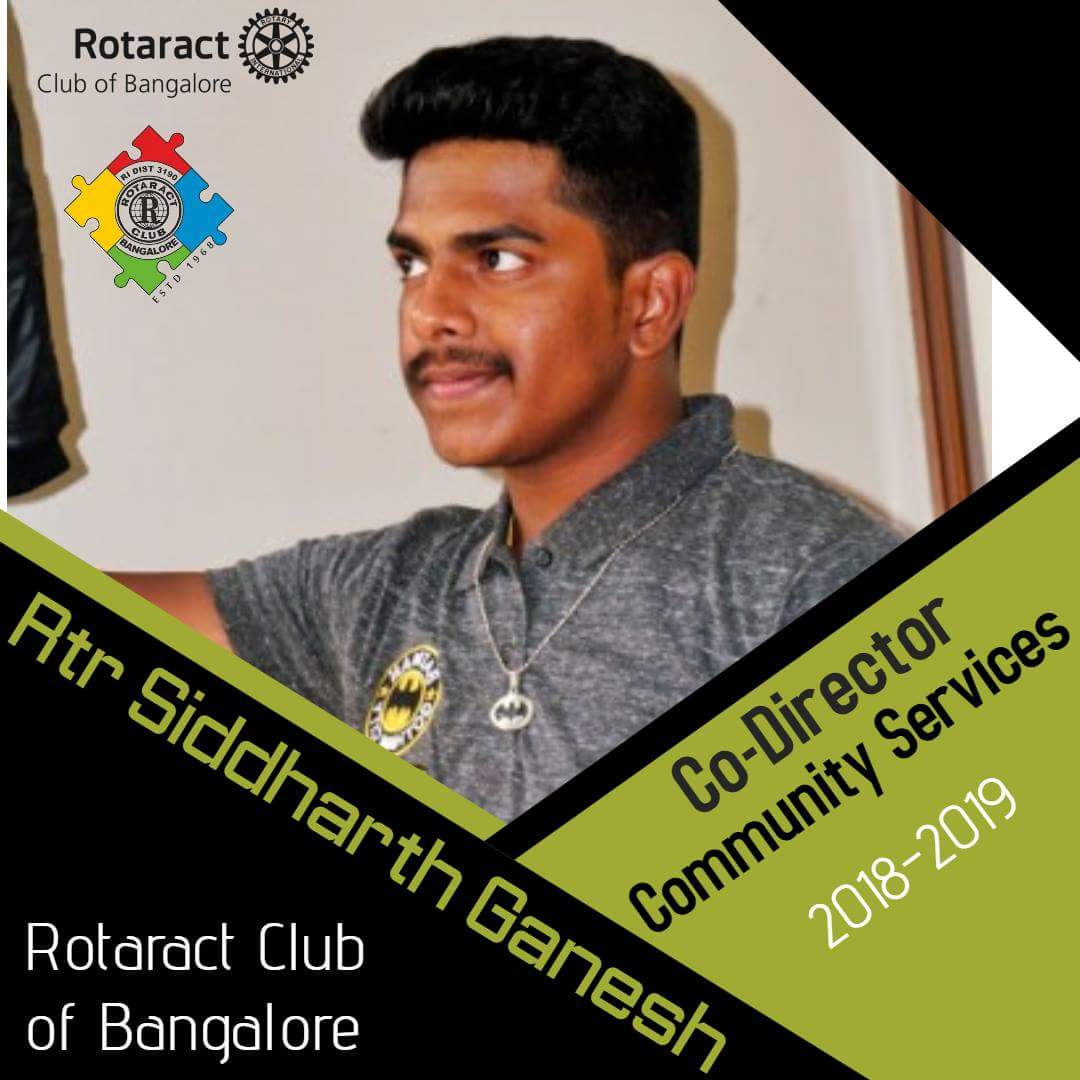 Rotaract
Club of Bangalore
ROTARY
INTERNATIONAL
RI DIST 3190
ROTARACT
R
CLUB
BANGALORE
ESTD 1968
Rtr Siddharth Ganesh
Co-Director
Community Services
2018-2019
Rotaract Club
of Bangalore